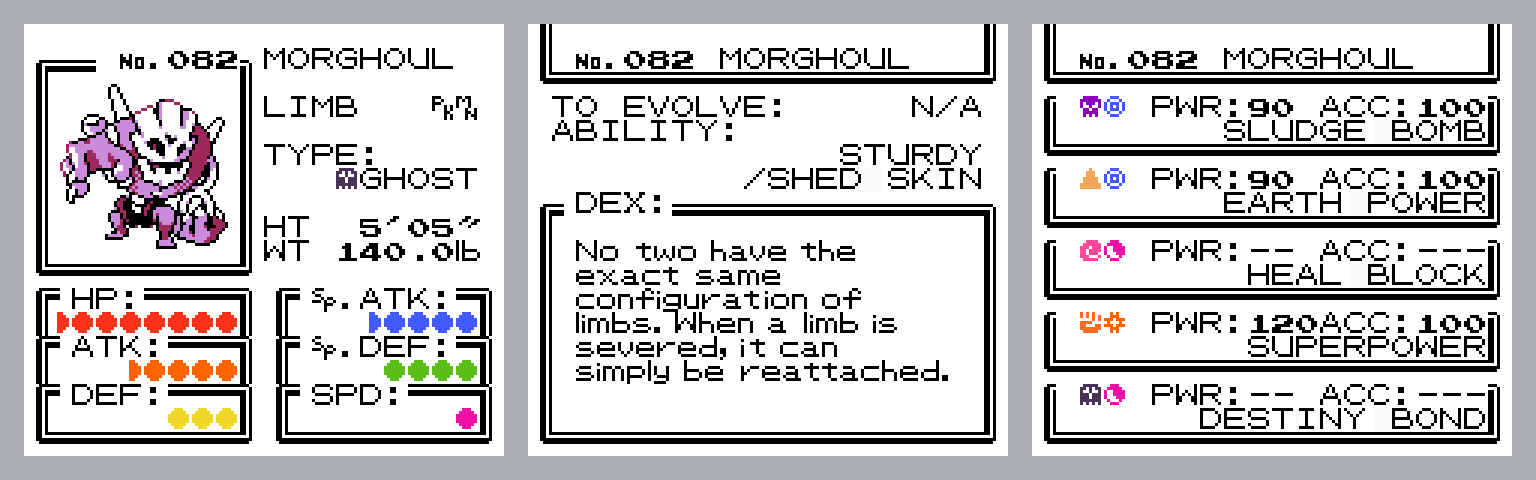 No. 082 MORGHOUL
LIMB PKMN
TYPE:
GHOST
HT 5'05"
WT 140.0lb
HP:
ATK:
DEF:
Sp. ATK:
Sp. DEF:
SPD:
No. 082 MORGHOUL
TO EVOLVE: N/A
ABILITY:
STURDY
/SHED SKIN
DEX:
No two have the
exact same
configuration of
limbs. When a limb is
severed, it can
simply be reattached.
No. 082 MORGHOUL
PWR:90 ACC:100
SLUDGE BOMB
PWR:90 ACC:100
EARTH POWER
PWR:-- ACC:---
HEAL BLOCK
PWR:120ACC:100
SUPERPOWER
PWR:-- ACC:---
DESTINY BOND